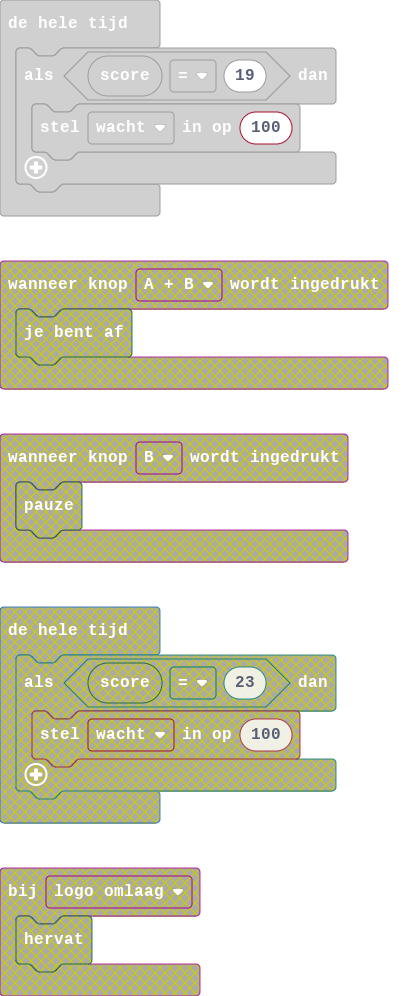 de hele tijd
als score = 19 dan
stel wacht in op 100
wanneer knop A + B wordt ingedrukt
je bent af
wanneer knop B wordt ingedrukt
pauze
de hele tijd
als score = 23 dan
stel wacht in op 100
bij logo omlaag
hervat